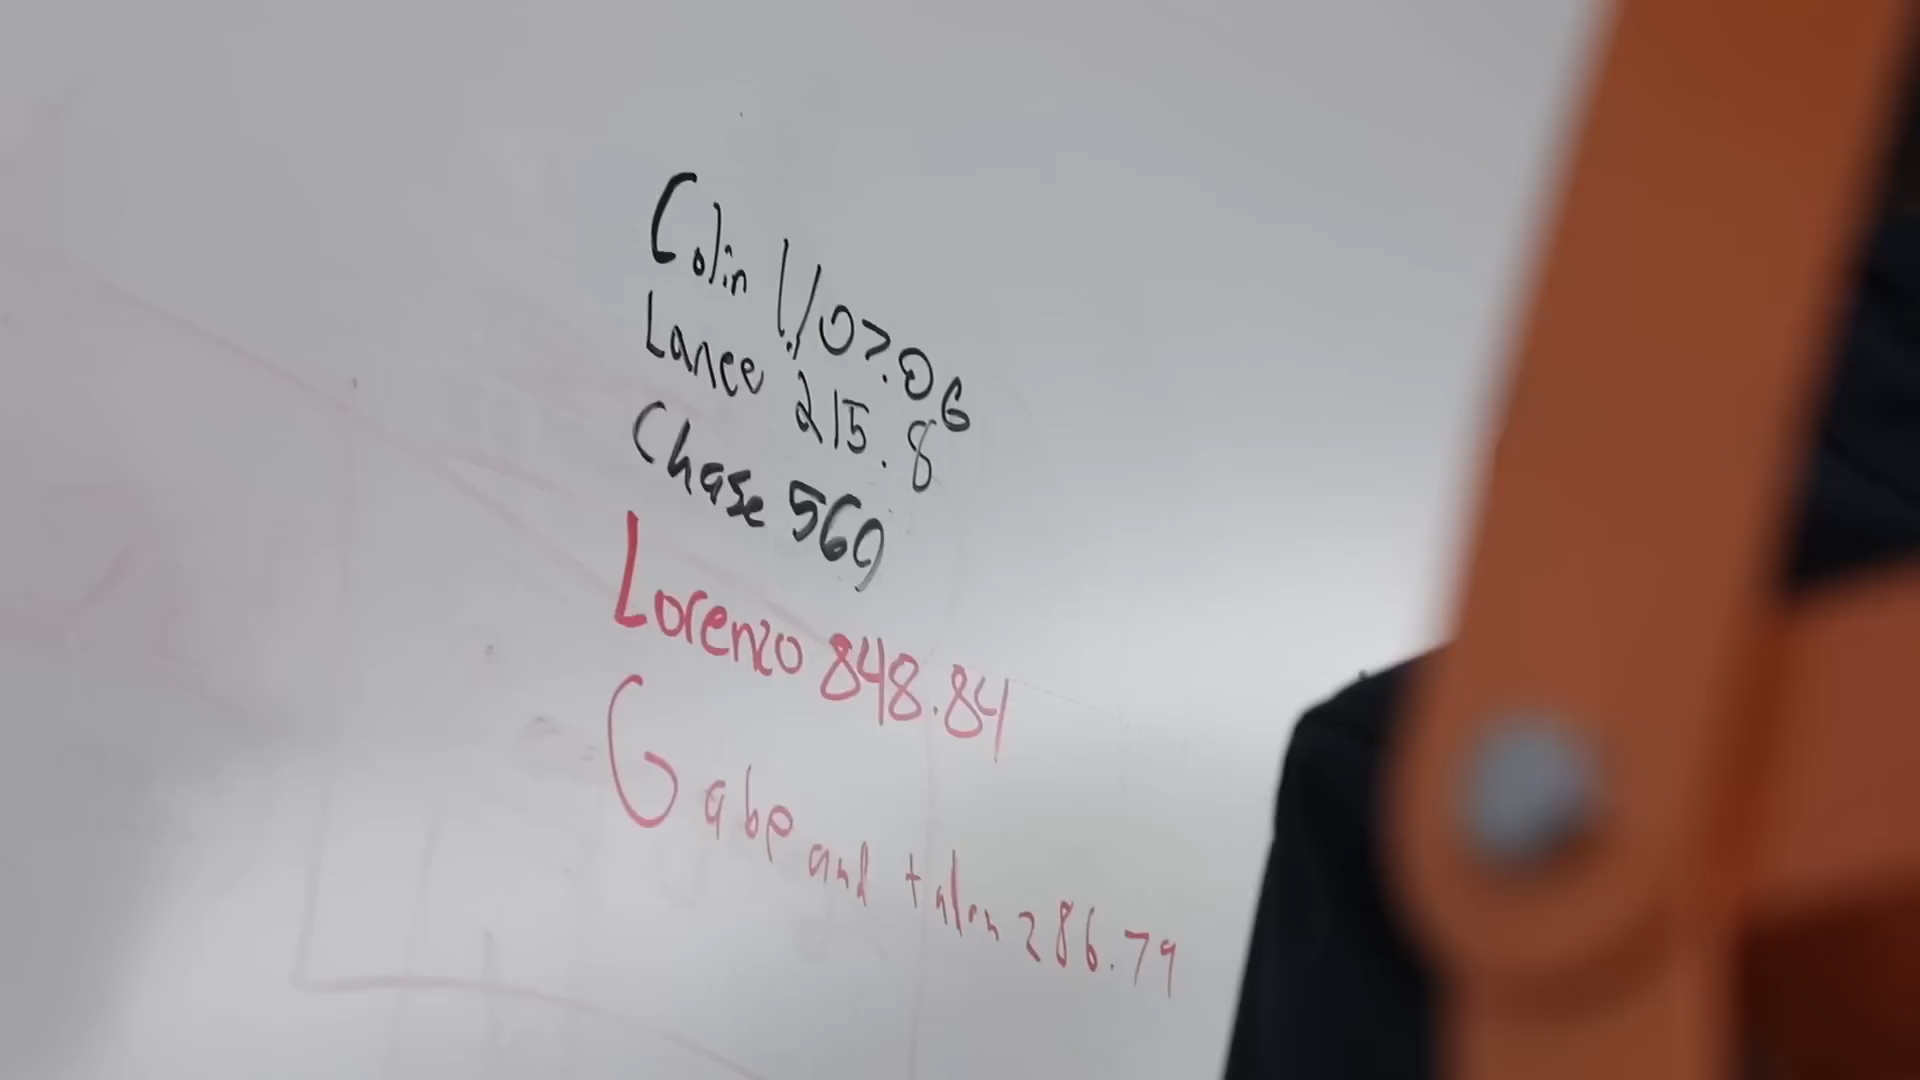 Colin 1,107.06
Lance 215.8
Chase 569
Lorenzo 848.84
Gabe and talon 286.79